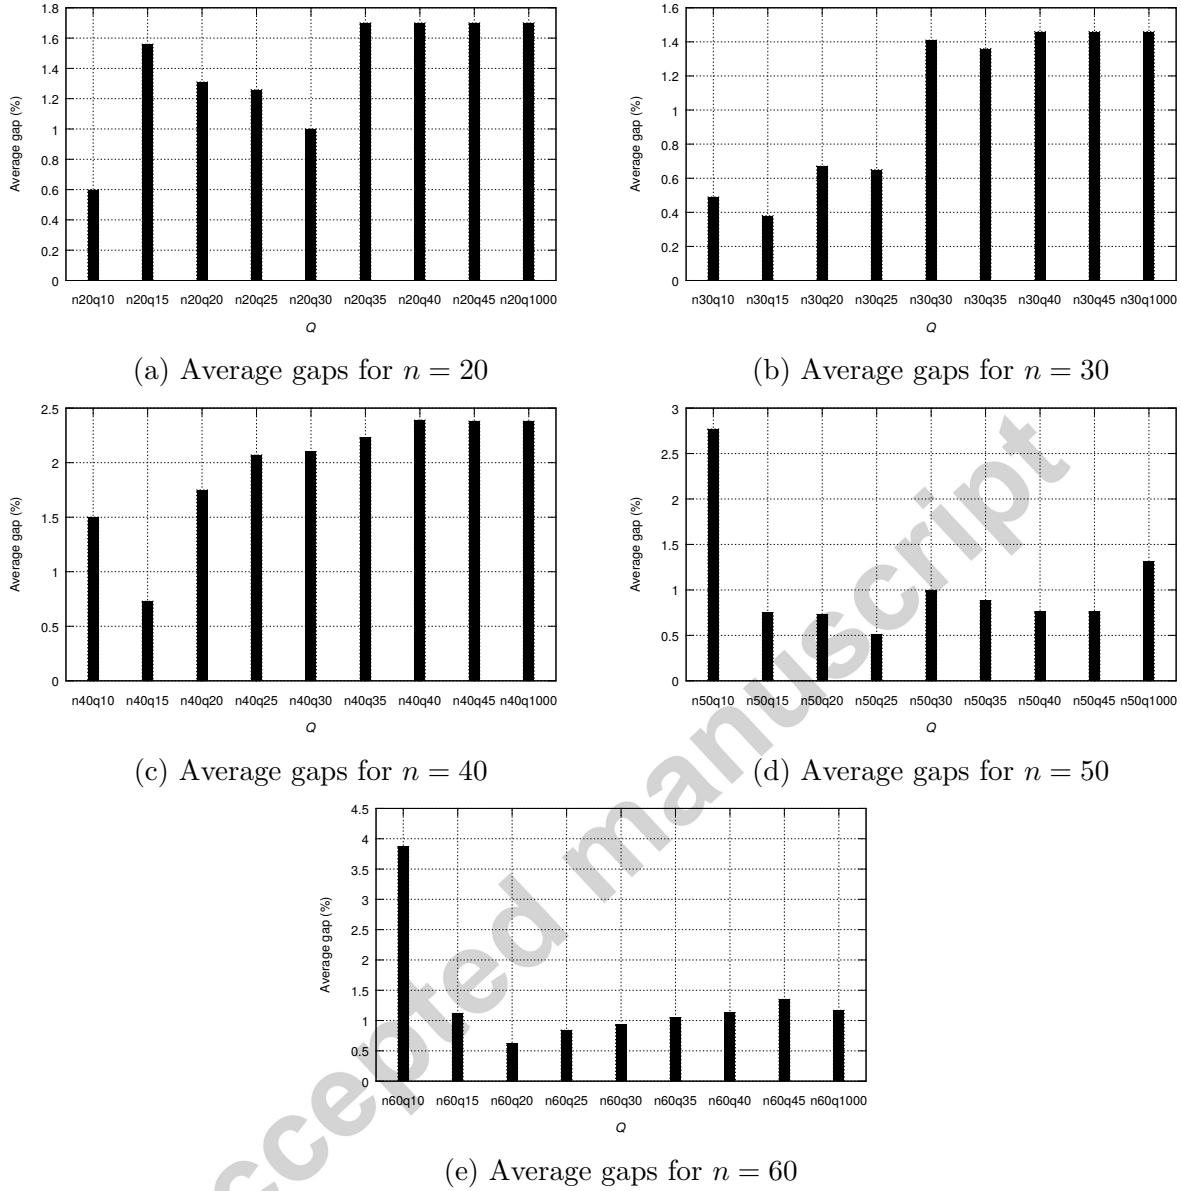 1.8
1.6
1.4
1.2
1
0.8
0.6
0.4
0.2
0
Average gap (%)
n20q10 n20q15 n20q20 n20q25 n20q30 n20q35 n20q40 n20q45 n20q1000
Q
(a) Average gaps for n = 20
1.6
1.4
1.2
1
0.8
0.6
0.4
0.2
0
Average gap (%)
n30q10 n30q15 n30q20 n30q25 n30q30 n30q35 n30q40 n30q45 n30q1000
Q
(b) Average gaps for n = 30
2.5
2
1.5
1
0.5
0
Average gap (%)
n40q10 n40q15 n40q20 n40q25 n40q30 n40q35 n40q40 n40q45 n40q1000
Q
(c) Average gaps for n = 40
3
2.5
2
1.5
1
0.5
0
Average gap (%)
n50q10 n50q15 n50q20 n50q25 n50q30 n50q35 n50q40 n50q45 n50q1000
Q
(d) Average gaps for n = 50
4.5
4
3.5
3
2.5
2
1.5
1
0.5
0
Average gap (%)
n60q10 n60q15 n60q20 n60q25 n60q30 n60q35 n60q40 n60q45 n60q1000
Q
(e) Average gaps for n = 60
ccepted manuscript